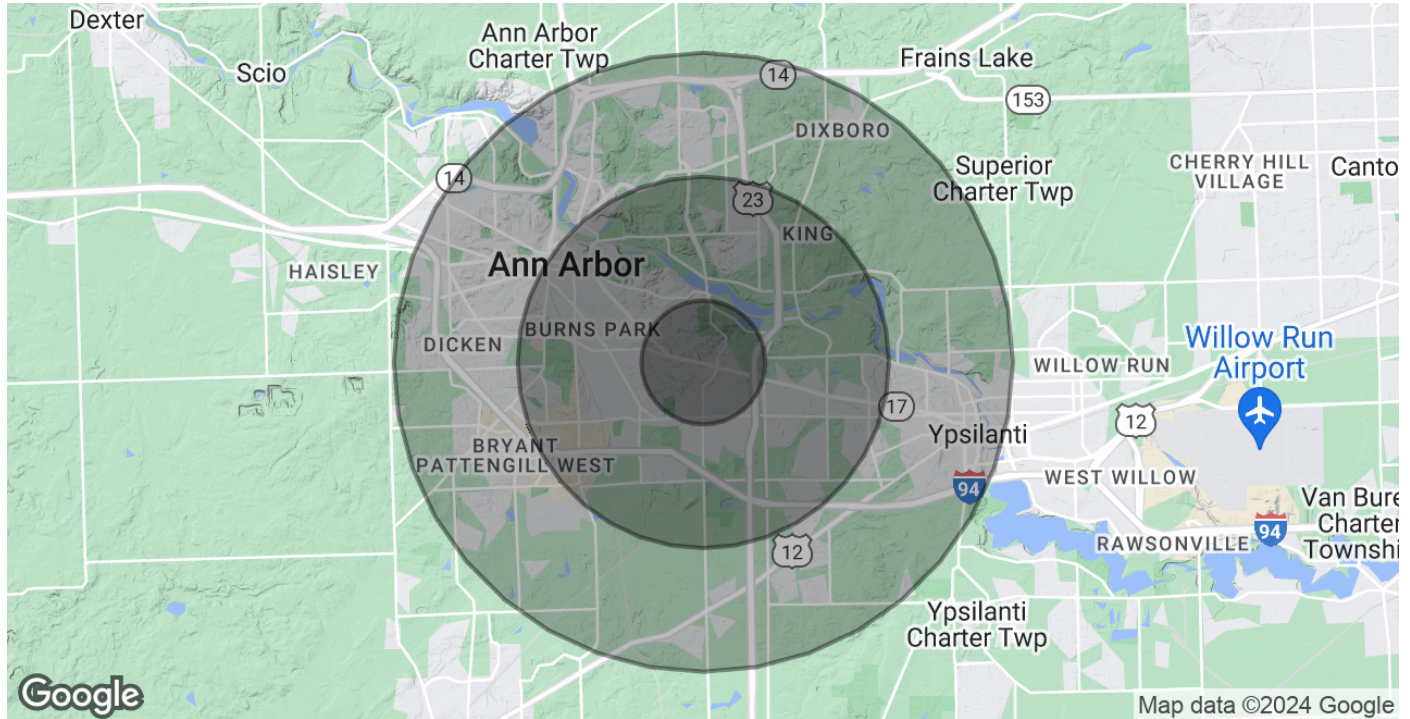 Dexter
Ann Arbor
Charter Twp
Scio
14
Frains Lake
153
DIXBORO
Superior
Charter Twp
CHERRY HILL
VILLAGE
Canto
14
23
KING
HAISLEY
Ann Arbor
BURNS PARK
DICKEN
Willow Run
Airport
WILLOW RUN
17
12
Ypsilanti
BRYANT
PATTENGILL WEST
94
WEST WILLOW
Van Bure
Charter
Townshi
94
RAWSONVILLE
12
Ypsilanti
Charter Twp
Google
Map data ©2024 Google